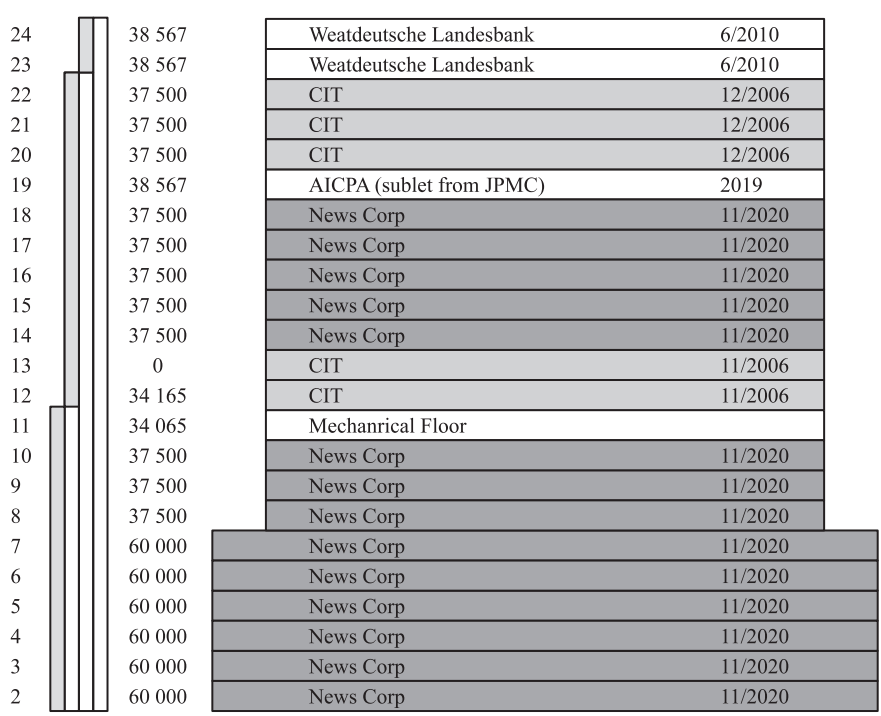 24 38 567 Weatdeutsche Landesbank 6/2010
23 38 567 Weatdeutsche Landesbank 6/2010
22 37 500 CIT 12/2006
21 37 500 CIT 12/2006
20 37 500 CIT 12/2006
19 38 567 AICPA (sublet from JPMC) 2019
18 37 500 News Corp 11/2020
17 37 500 News Corp 11/2020
16 37 500 News Corp 11/2020
15 37 500 News Corp 11/2020
14 37 500 News Corp 11/2020
13 0 CIT 11/2006
12 34 165 CIT 11/2006
11 34 065 Mechanrical Floor
10 37 500 News Corp 11/2020
9 37 500 News Corp 11/2020
8 37 500 News Corp 11/2020
7 60 000 News Corp 11/2020
6 60 000 News Corp 11/2020
5 60 000 News Corp 11/2020
4 60 000 News Corp 11/2020
3 60 000 News Corp 11/2020
2 60 000 News Corp 11/2020